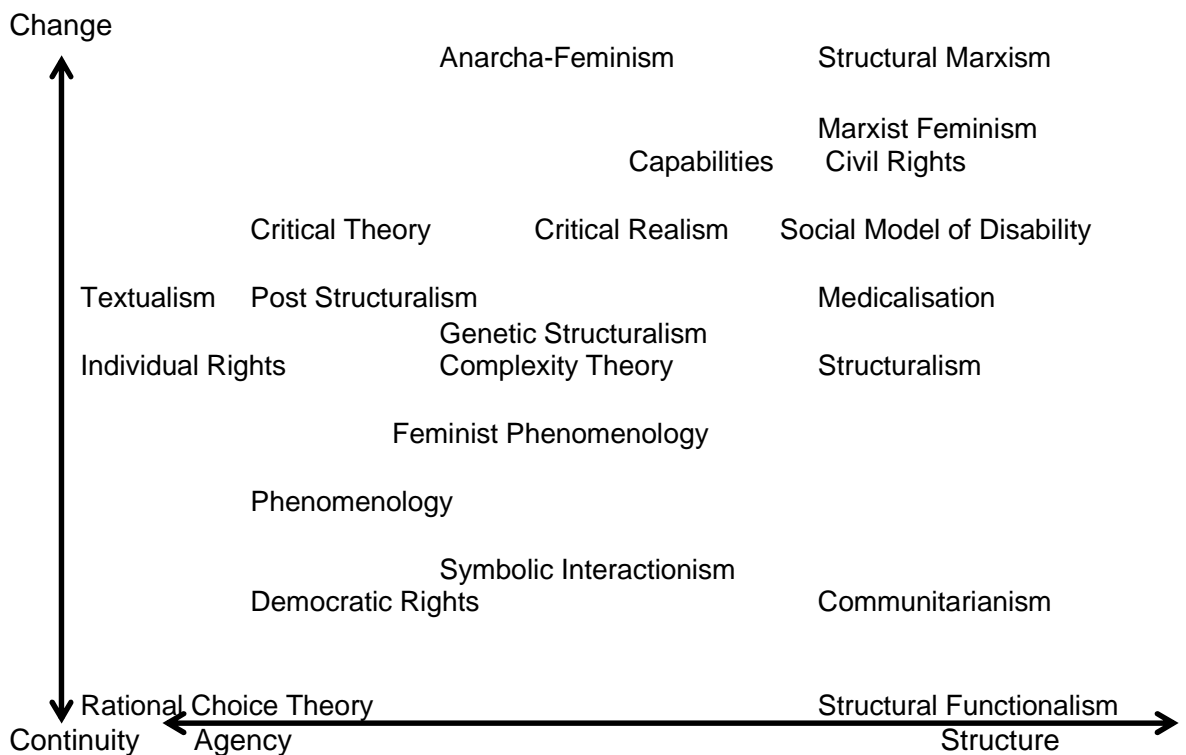 Change
Anarcha-Feminism Structural Marxism
Marxist Feminism
Capabilities Civil Rights
Critical Theory Critical Realism Social Model of Disability
Textualism Post Structuralism Medicalisation
Genetic Structuralism
Individual Rights Complexity Theory Structuralism
Feminist Phenomenology
Phenomenology
Symbolic Interactionism
Democratic Rights Communitarianism
Rational Choice Theory Structural Functionalism
Continuity Agency Structure